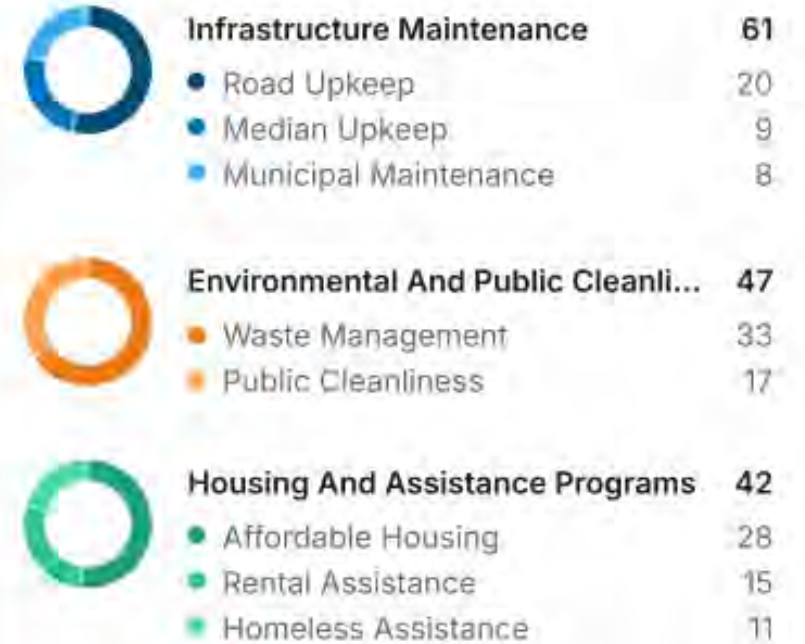 Infrastructure Maintenance 61
Road Upkeep 20
Median Upkeep 9
Municipal Maintenance 8
Environmental And Public Cleanli... 47
Waste Management 33
Public Cleanliness 17
Housing And Assistance Programs 42
Affordable Housing 28
Rental Assistance 15
Homeless Assistance 11